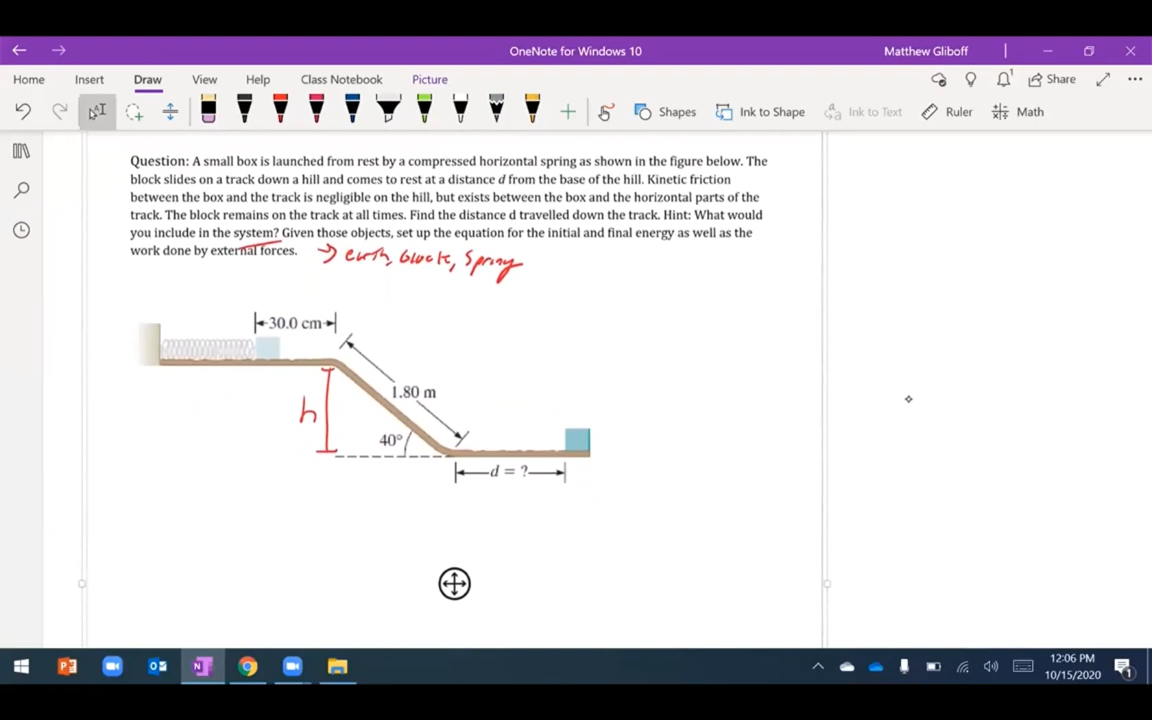 OneNote for Windows 10
Matthew Gliboff
Home Insert Draw View Help Class Notebook Picture
Share
Shapes Ink to Shape Ink to Text Ruler Math
Question: A small box is launched from rest by a compressed horizontal spring as shown in the figure below. The
block slides on a track down a hill and comes to rest at a distance d from the base of the hill. Kinetic friction
between the box and the track is negligible on the hill, but exists between the box and the horizontal parts of the
track. The block remains on the track at all times. Find the distance d travelled down the track. Hint: What would
you include in the system? Given those objects, set up the equation for the initial and final energy as well as the
work done by external forces.
→ earth, block, spring
30.0 cm
1.80 m
h
40°
d = ?
12:06 PM
10/15/2020